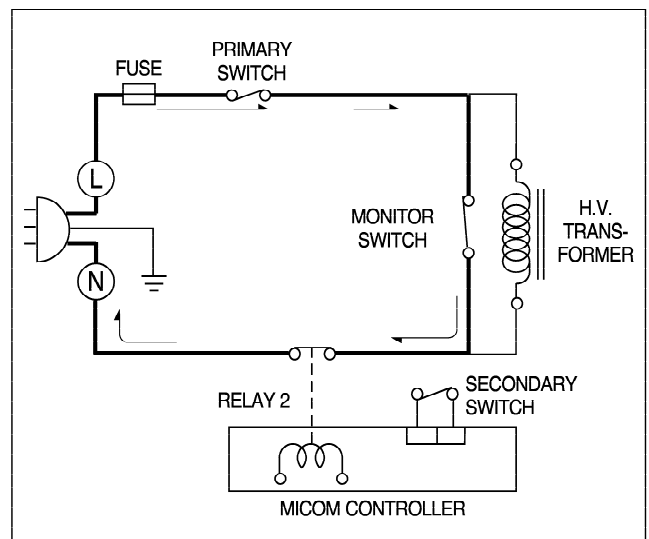 PRIMARY
SWITCH
FUSE
L
MONITOR
SWITCH
H.V.
TRANS-
FORMER
N
RELAY 2
SECONDARY
SWITCH
MICOM CONTROLLER